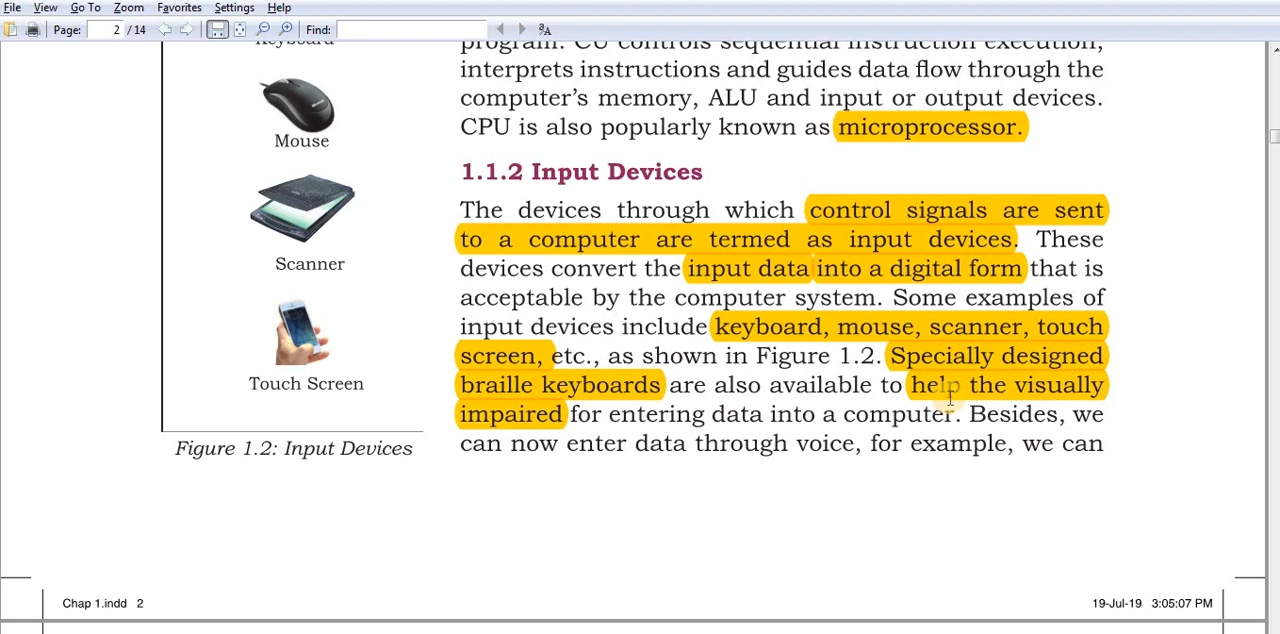 File View Go To Zoom Favorites Settings Help
Page: 2 / 14 Find:
Keyboard
Mouse
Scanner
Touch Screen
Figure 1.2: Input Devices
program. CU controls sequential instruction execution,
interprets instructions and guides data flow through the
computer's memory, ALU and input or output devices.
CPU is also popularly known as microprocessor.
1.1.2 Input Devices
The devices through which control signals are sent
to a computer are termed as input devices. These
devices convert the input data into a digital form that is
acceptable by the computer system. Some examples of
input devices include keyboard, mouse, scanner, touch
screen, etc., as shown in Figure 1.2. Specially designed
braille keyboards are also available to help the visually
impaired for entering data into a computer. Besides, we
can now enter data through voice, for example, we can
Chap 1.indd 2
19-Jul-19 3:05:07 PM